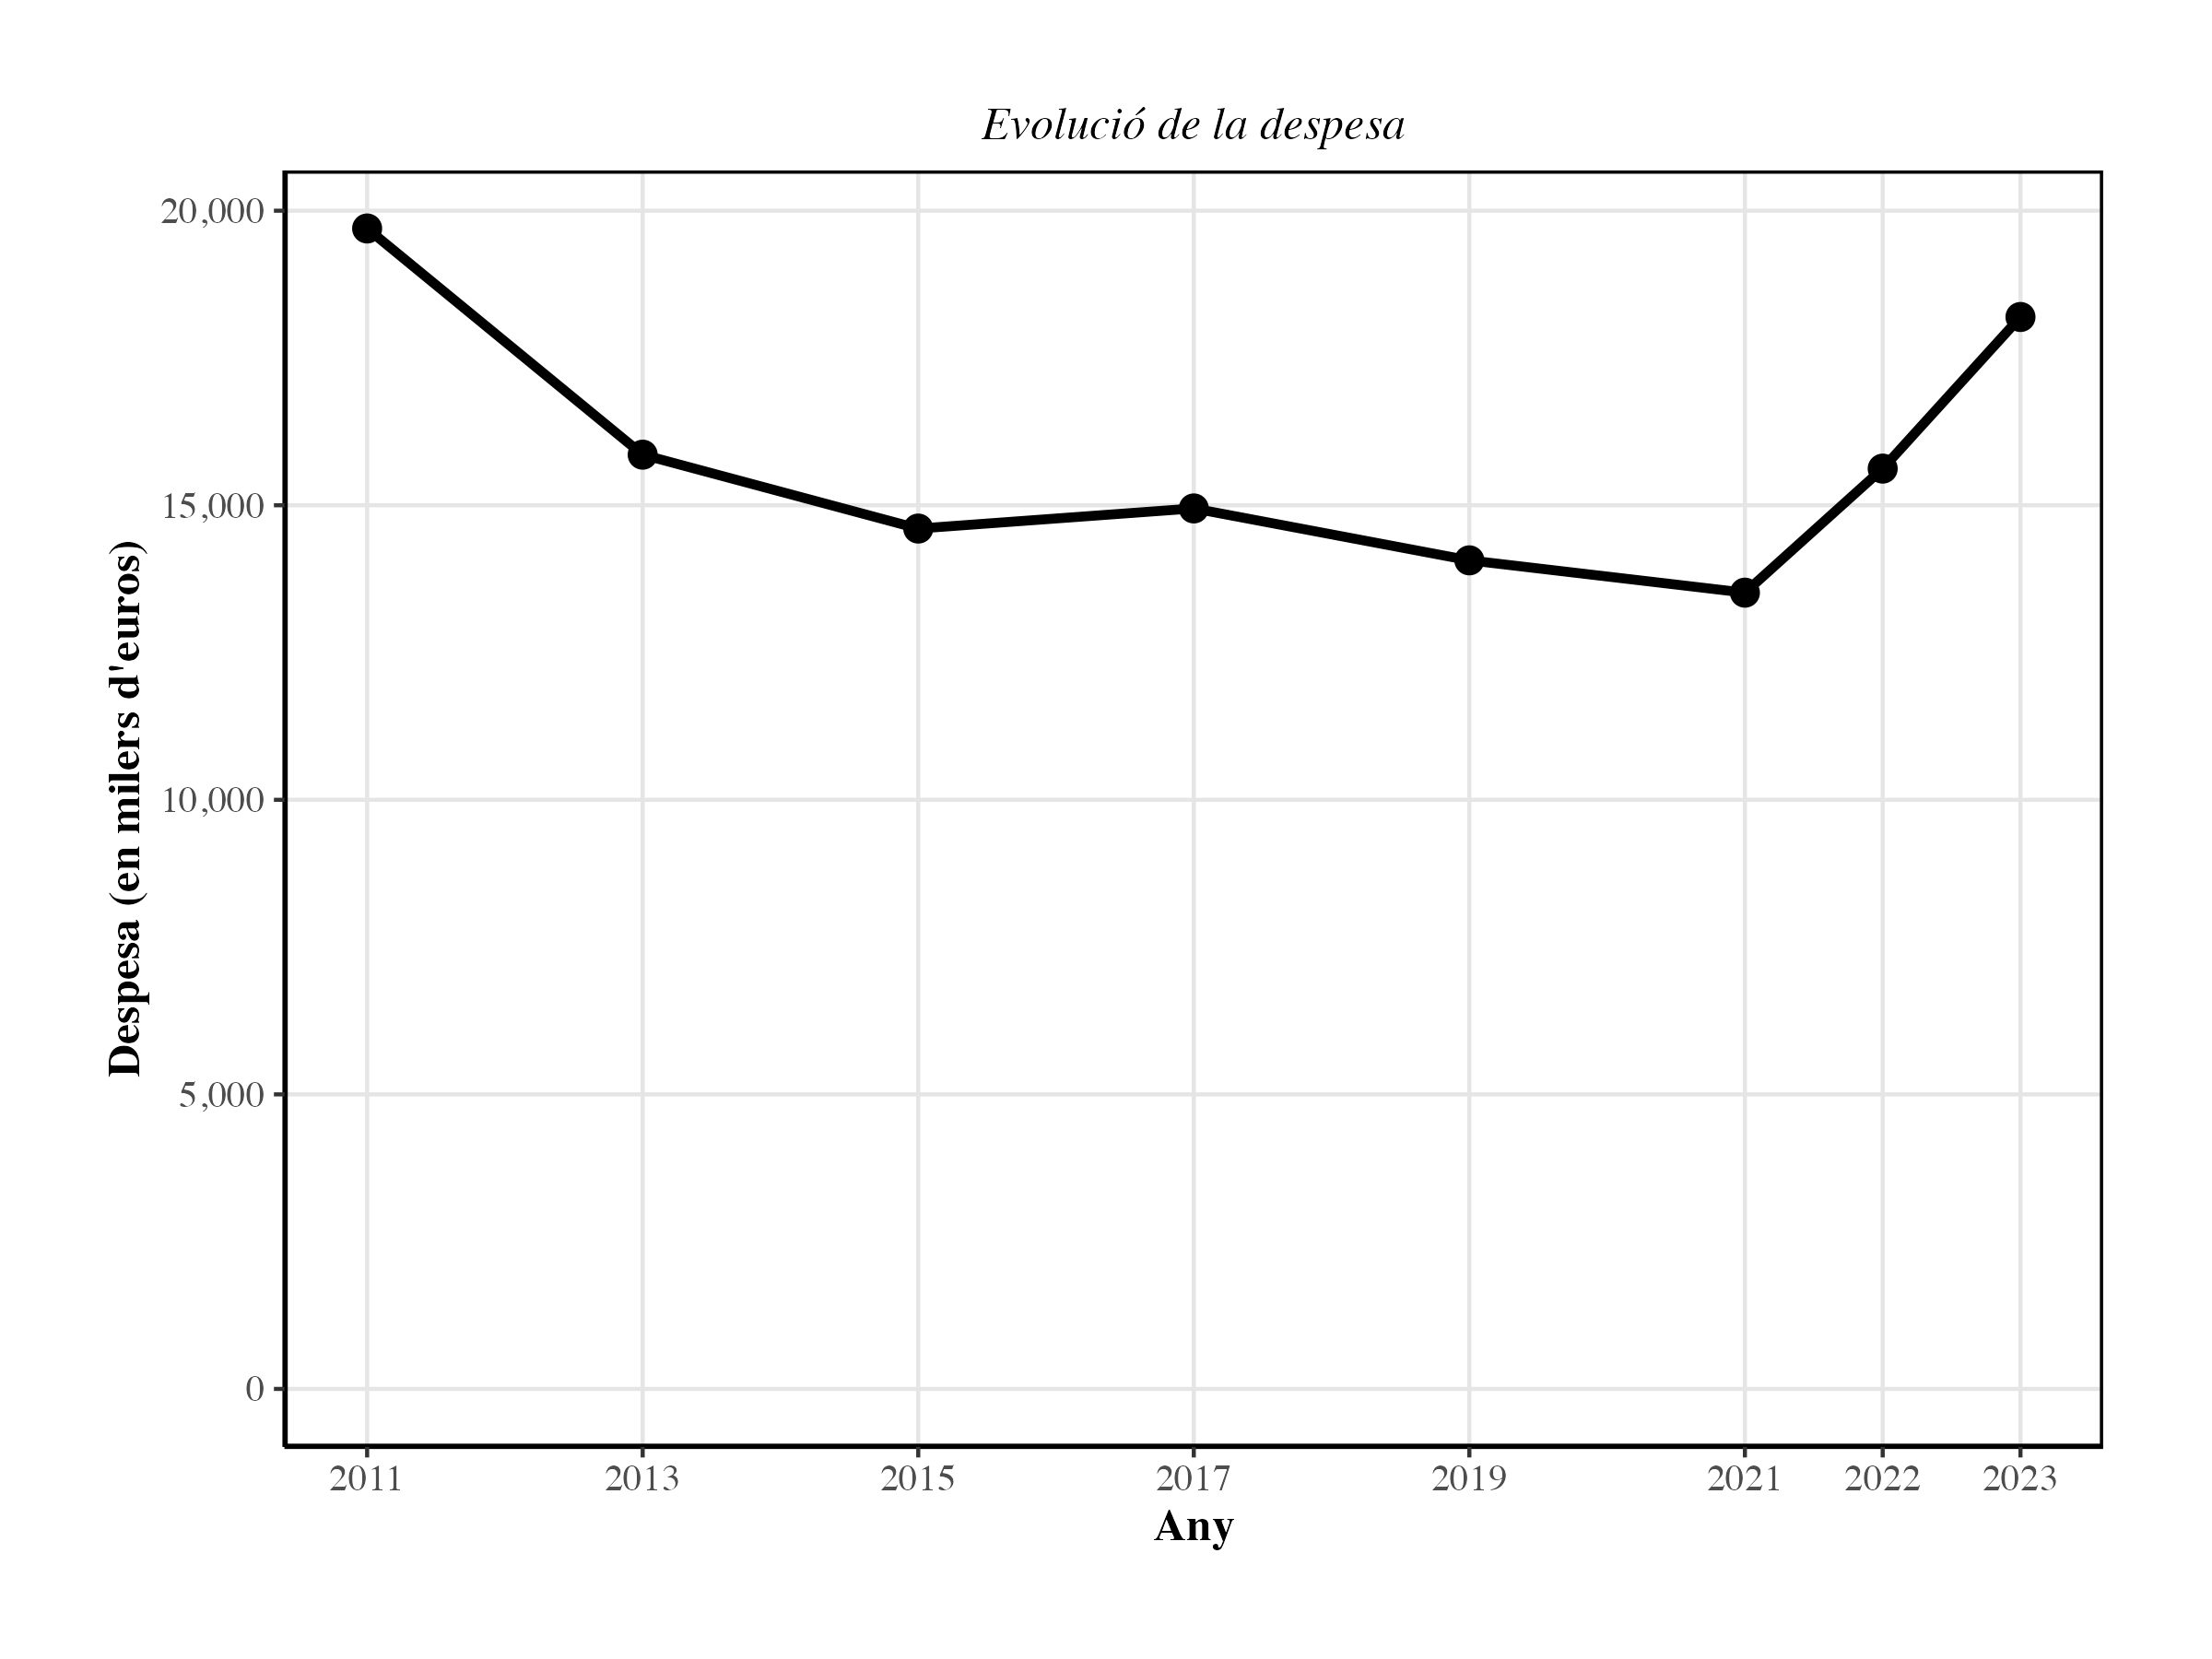 Evolució de la despesa
20,000
15,000
10,000
5,000
0
Despesa (en milers d'euros)
2011 2013 2015 2017 2019 2021 2022 2023
Any